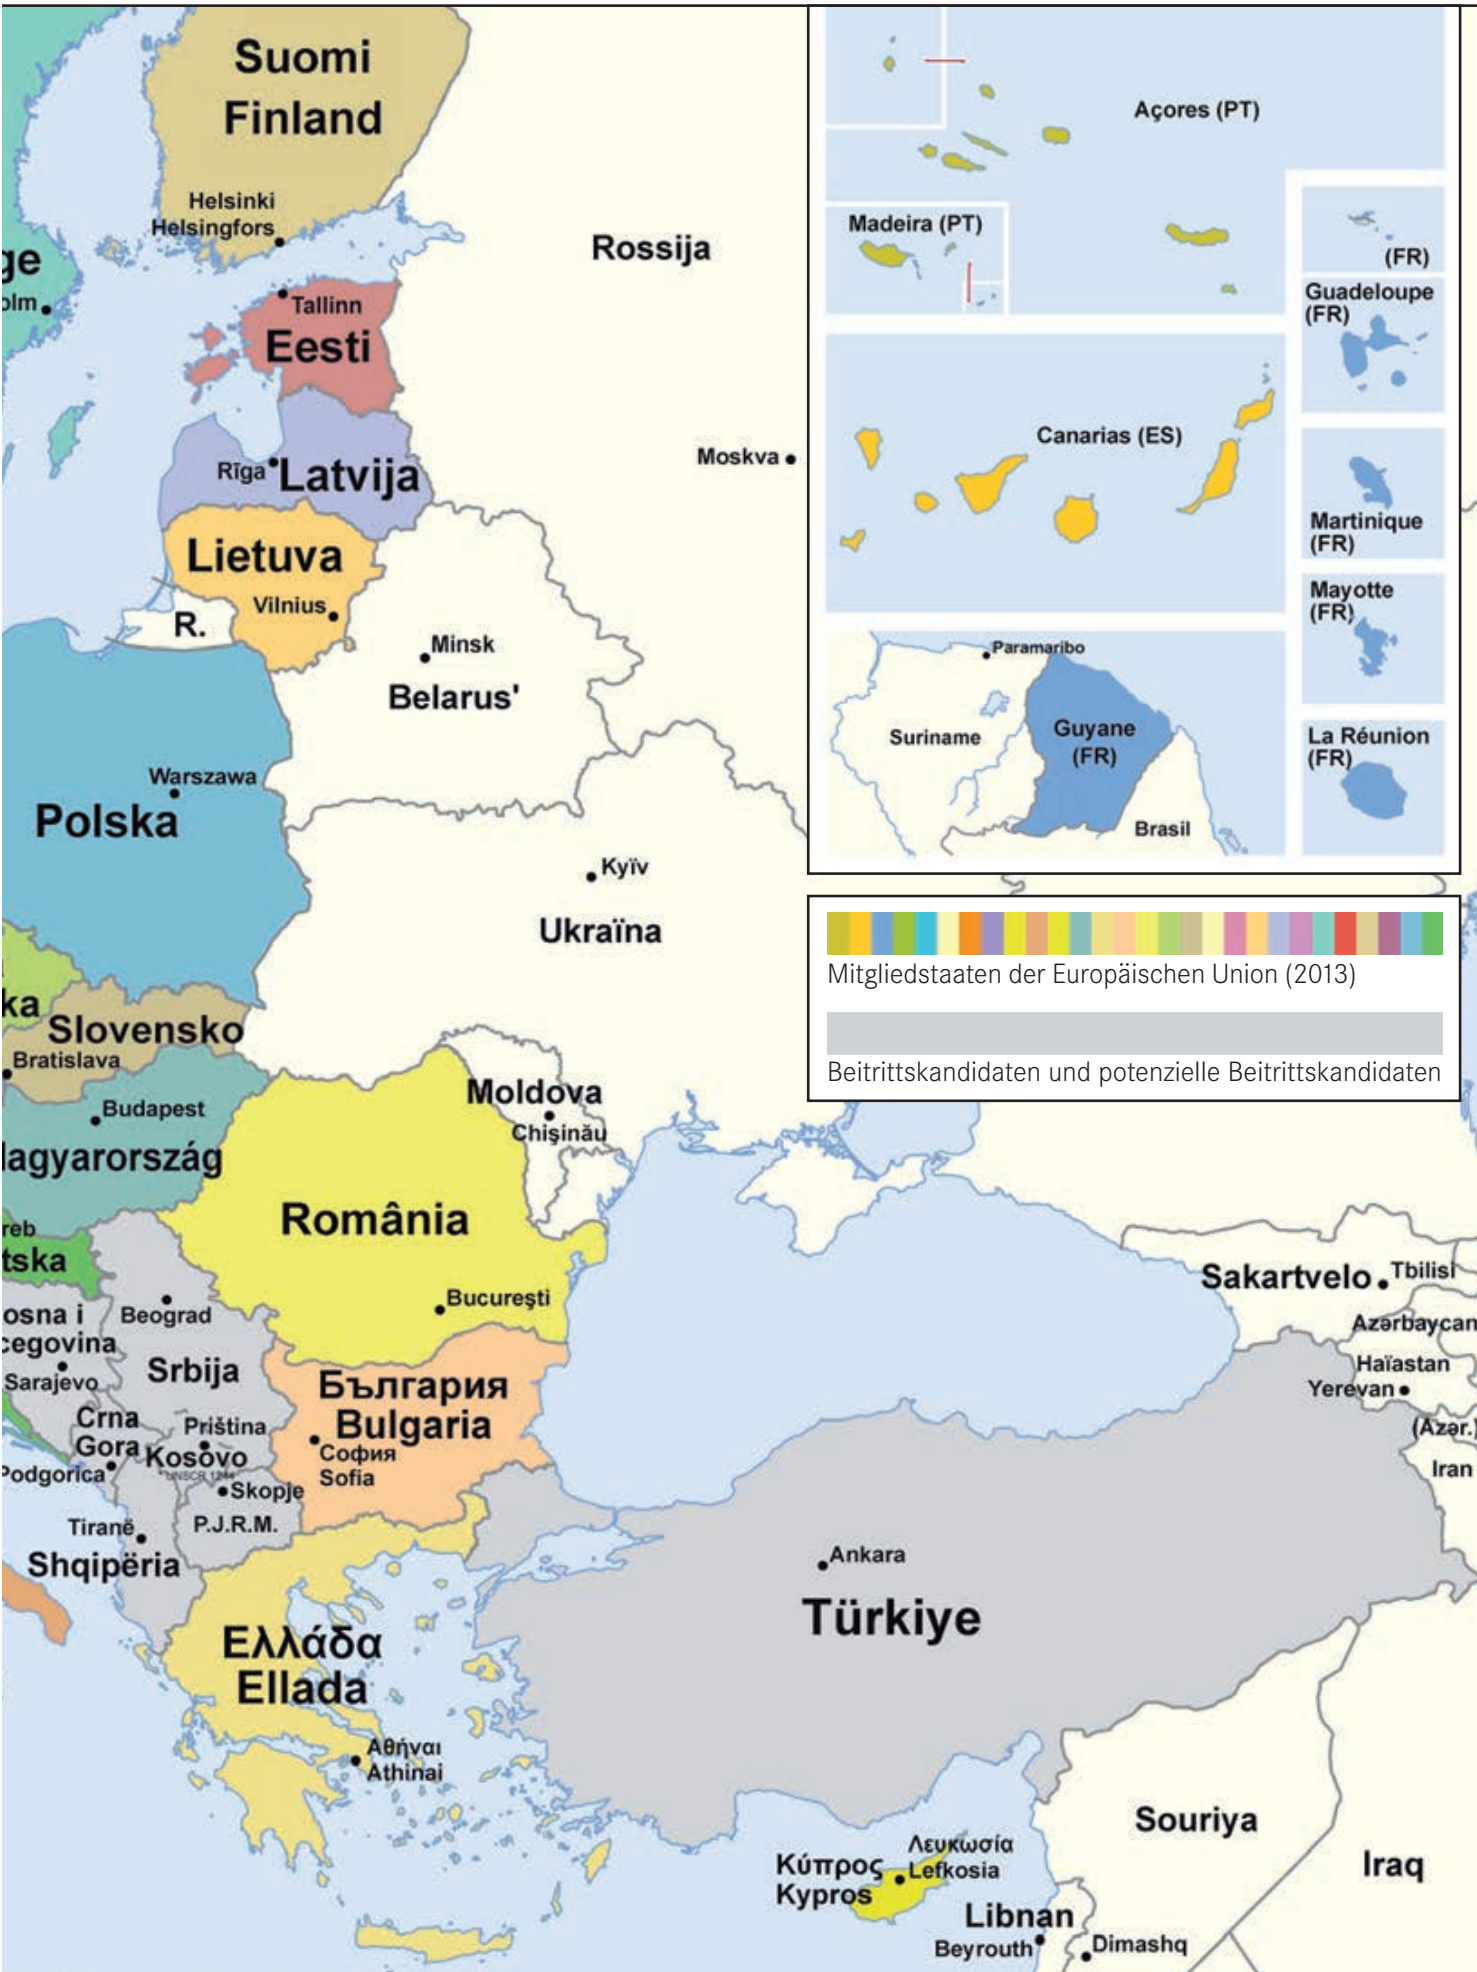 Suomi
Finland
Helsinki
Helsingfors
Rossija
ge
olm
Tallinn
Eesti
Moskva
Rīga
Latvija
Lietuva
Vilnius
R.
Minsk
Belarus'
Warszawa
Polska
Kyïv
Ukraïna
ka
Slovensko
Bratislava
Budapest
agyarország
Moldova
Chişinău
România
Bucureşti
reb
tska
osna i
cegovina
Sarajevo
Beograd
Srbija
Crna
Gora
Podgorica
Priština
Kosovo
UNSCR 1244
Skopje
P.J.R.M.
Tiranë
Shqipëria
България
Bulgaria
София
Sofia
Ελλάδα
Ellada
Αθήναι
Athinai
Ankara
Türkiye
Sakartvelo
Tbilisi
Azərbaycan
Haïastan
Yerevan
(Azər.)
Iran
Souriya
Iraq
Κύπρος
Kypros
Λευκωσία
Lefkosia
Libnan
Beyrouth
Dimashq
Açores (PT)
Madeira (PT)
(FR)
Guadeloupe
(FR)
Canarias (ES)
Martinique
(FR)
Mayotte
(FR)
Paramaribo
Suriname
Guyane
(FR)
Brasil
La Réunion
(FR)
Mitgliedstaaten der Europäischen Union (2013)
Beitrittskandidaten und potenzielle Beitrittskandidaten